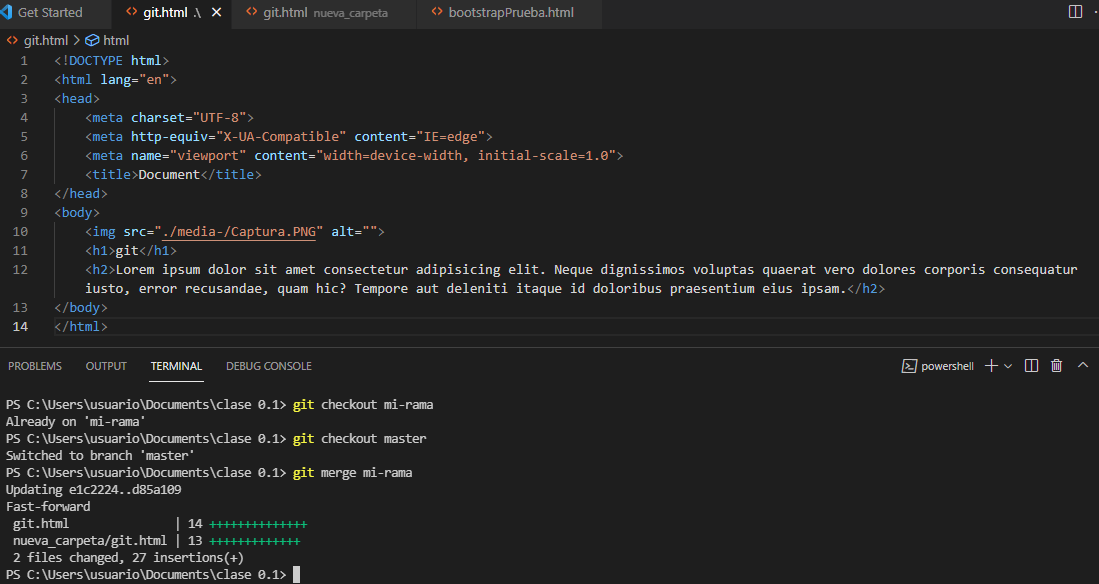 Get Started git.html .\ git.html nueva_carpeta bootstrapPrueba.html
git.html > html
1 <!DOCTYPE html>
2 <html lang="en">
3 <head>
4 <meta charset="UTF-8">
5 <meta http-equiv="X-UA-Compatible" content="IE=edge">
6 <meta name="viewport" content="width=device-width, initial-scale=1.0">
7 <title>Document</title>
8 </head>
9 <body>
10 <img src="./media-/Captura.PNG" alt="">
11 <h1>git</h1>
12 <h2>Lorem ipsum dolor sit amet consectetur adipisicing elit. Neque dignissimos voluptas quaerat vero dolores corporis consequatur
iusto, error recusandae, quam hic? Tempore aut deleniti itaque id doloribus praesentium eius ipsam.</h2>
13 </body>
14 </html>
PROBLEMS OUTPUT TERMINAL DEBUG CONSOLE powershell
PS C:\Users\usuario\Documents\clase 0.1> git checkout mi-rama
Already on 'mi-rama'
PS C:\Users\usuario\Documents\clase 0.1> git checkout master
Switched to branch 'master'
PS C:\Users\usuario\Documents\clase 0.1> git merge mi-rama
Updating e1c2224..d85a109
Fast-forward
git.html | 14 ++++++++++++++
nueva_carpeta/git.html | 13 +++++++++++++
2 files changed, 27 insertions(+)
PS C:\Users\usuario\Documents\clase 0.1>